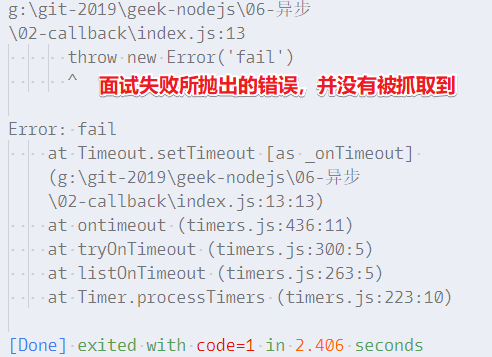 g:\git-2019\geek-nodejs\06-异步
\02-callback\index.js:13
throw new Error('fail')
^ 面试失败所抛出的错误，并没有被抓取到
Error: fail
at Timeout.setTimeout [as _onTimeout]
(g:\git-2019\geek-nodejs\06-异步
\02-callback\index.js:13:13)
at ontimeout (timers.js:436:11)
at tryOnTimeout (timers.js:300:5)
at listOnTimeout (timers.js:263:5)
at Timer.processTimers (timers.js:223:10)
[Done] exited with code=1 in 2.406 seconds